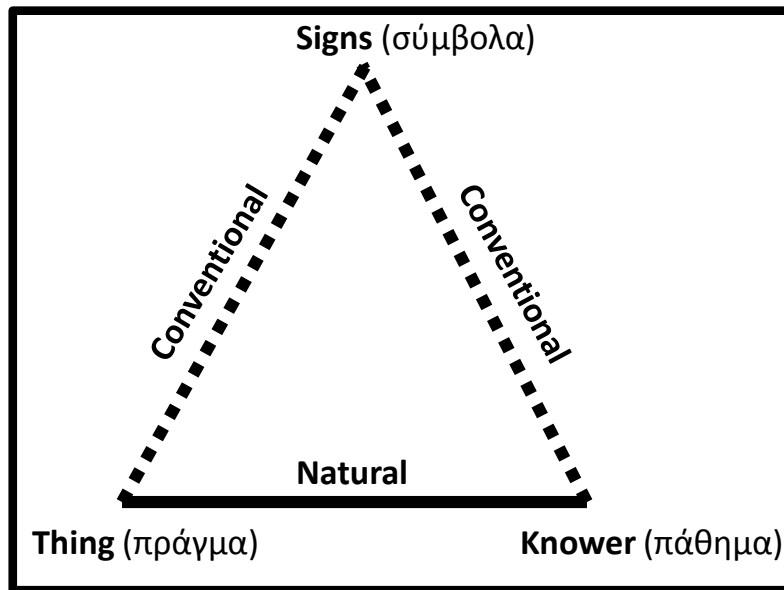 Signs (σύμβολα)
Conventional
Conventional
Natural
Thing (πράγμα)
Knower (πάθημα)